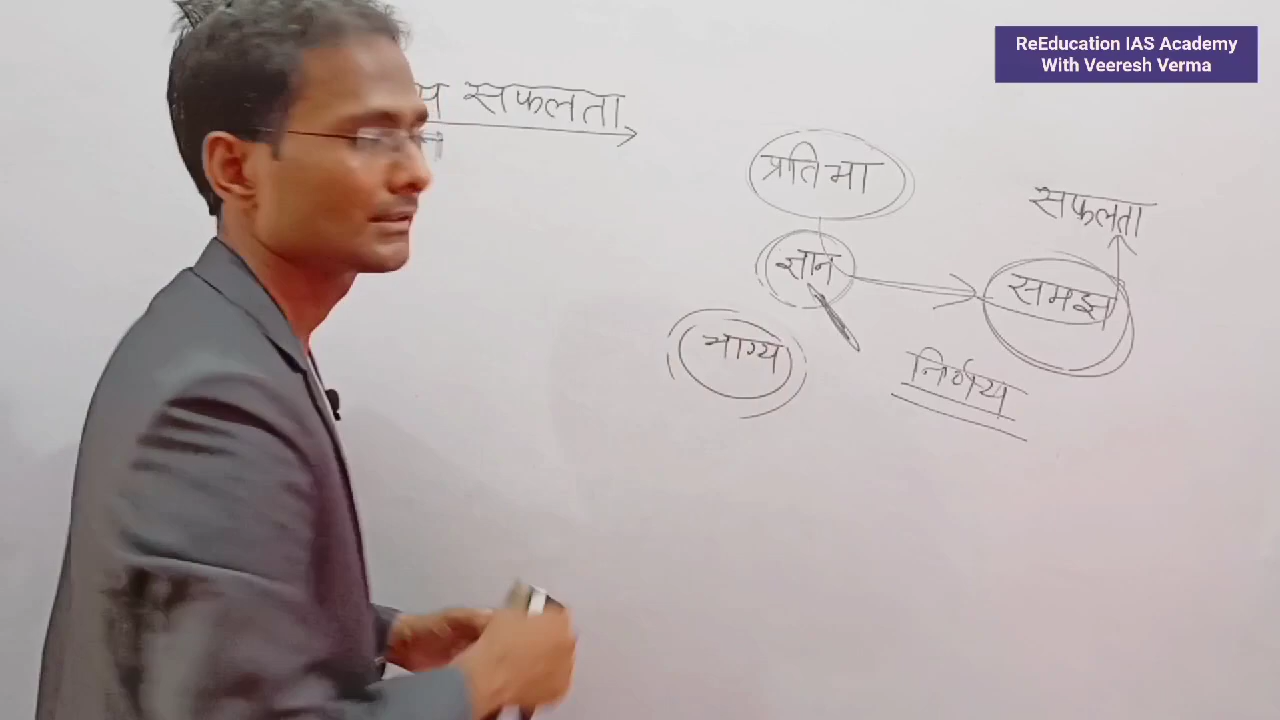 ReEducation IAS Academy
With Veeresh Verma
सफलता
प्रतिभा
सफलता
ज्ञान
समझ
भाग्य
निर्णय